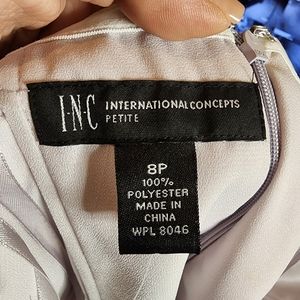 I·N·C INTERNATIONAL CONCEPTS
PETITE
8P
100%
POLYESTER
MADE IN
CHINA
WPL 8046